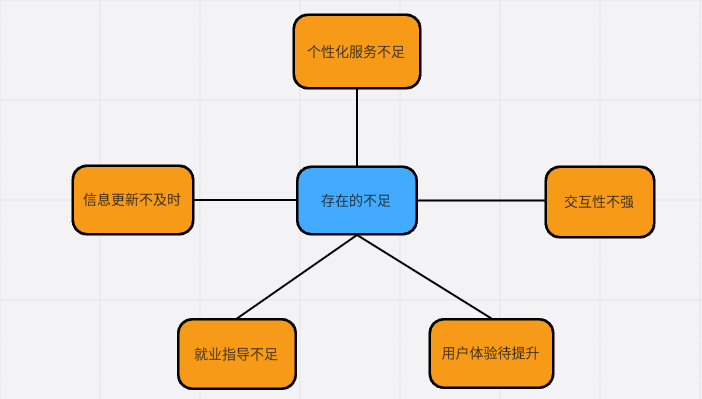 个性化服务不足
信息更新不及时
存在的不足
交互性不强
就业指导不足
用户体验待提升